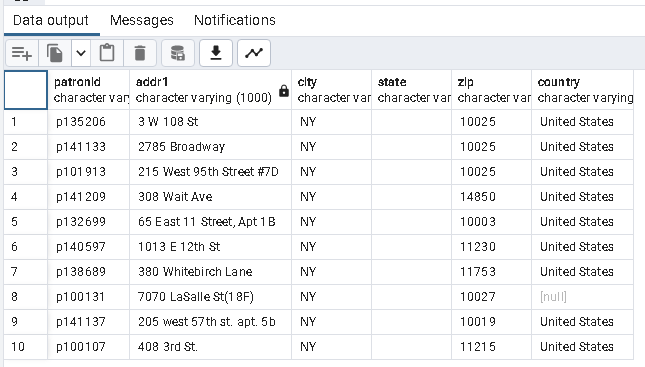 Data output Messages Notifications
patronid addr1 city state zip country
character vary character varying (1000) character var character var character var character varying
1 p135206 3 W 108 St NY 10025 United States
2 p141133 2785 Broadway NY 10025 United States
3 p101913 215 West 95th Street #7D NY 10025 United States
4 p141209 308 Wait Ave NY 14850 United States
5 p132699 65 East 11 Street, Apt 1B NY 10003 United States
6 p140597 1013 E 12th St NY 11230 United States
7 p138689 380 Whitebirch Lane NY 11753 United States
8 p100131 7070 LaSalle St(18F) NY 10027 [null]
9 p141137 205 west 57th st. apt. 5b NY 10019 United States
10 p100107 408 3rd St. NY 11215 United States